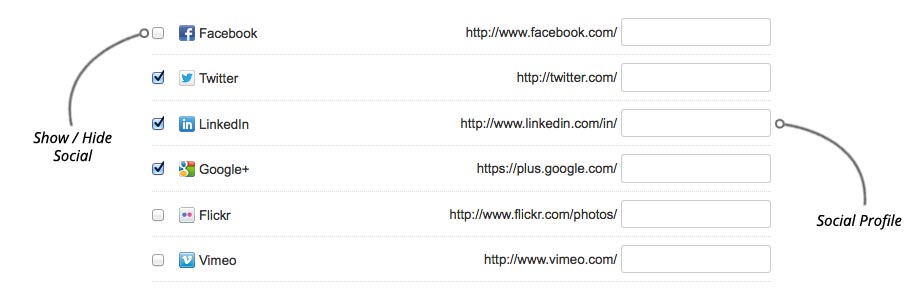 Facebook http://www.facebook.com/
Twitter http://twitter.com/
LinkedIn http://www.linkedin.com/in/
Show / Hide
Social
Google+ https://plus.google.com/
Flickr http://www.flickr.com/photos/
Social Profile
Vimeo http://www.vimeo.com/